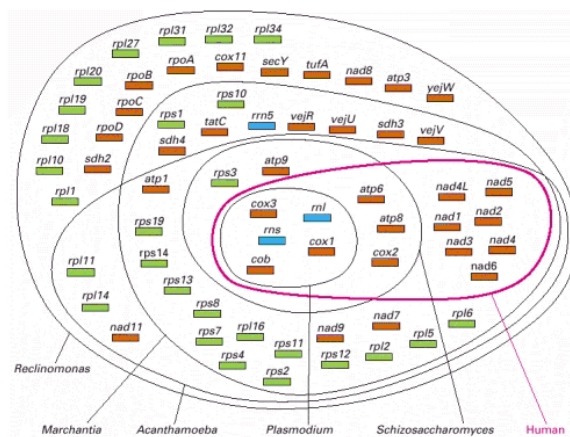 rpl31 rpl32 rpl34
rpl27
rpoA cox11 secY tufA
rpl20 rpoB nad8 atp3
yejW
rpl19 rpoC rps10
rps1 rrn5 vejR vejU sdh3
rpl18 rpoD tatC vejV
sdh4
rpl10 sdh2 atp9
rps3
rpl1 atp1 atp6 nad4L nad5
cox3 rnl
rps19 atp8 nad1 nad2
rns cox1
rps14 nad3 nad4
rpl11 cob cox2
nad6
rps13
rpl14 rps8
nad11 rps7 rpl16 nad9 nad7 rpl6
rps4 rps11 rps12 rpl2 rpl5
rps2
Reclinomonas
Marchantia Acanthamoeba Plasmodium Schizosaccharomyces Human